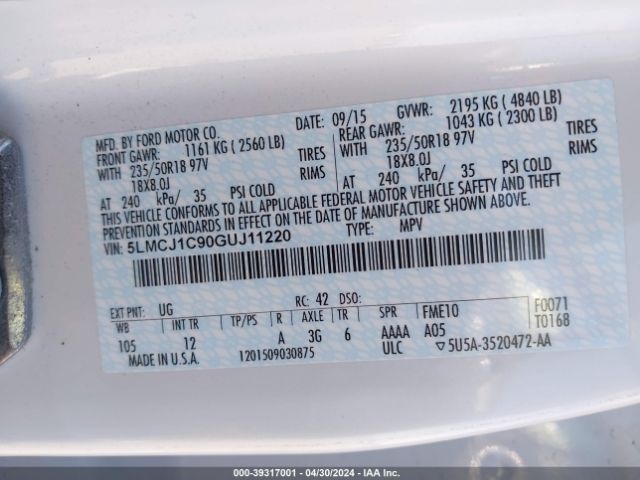 MFD. BY FORD MOTOR CO.
DATE: 09/15 GVWR: 2195 KG ( 4840 LB)
FRONT GAWR: 1161 KG ( 2560 LB) REAR GAWR: 1043 KG ( 2300 LB)
WITH 235/50R18 97V TIRES WITH 235/50R18 97V TIRES
18X8.0J RIMS 18X8.0J RIMS
AT 240 kPa/ 35 PSI COLD AT 240 kPa/ 35 PSI COLD
THIS VEHICLE CONFORMS TO ALL APPLICABLE FEDERAL MOTOR VEHICLE SAFETY AND THEFT
PREVENTION STANDARDS IN EFFECT ON THE DATE OF MANUFACTURE SHOWN ABOVE.
VIN: 5LMCJ1C90GUJ11220 TYPE: MPV
EXT PNT: UG RC: 42 DSO: FME10 F0071
WB INT TR TP/PS R AXLE TR SPR A05 T0168
105 12 A 3G 6 AAAA
MADE IN U.S.A. 1201509030875 ULC ▽5U5A-3520472-AA
000-39317001 - 04/30/2024 - IAA Inc.